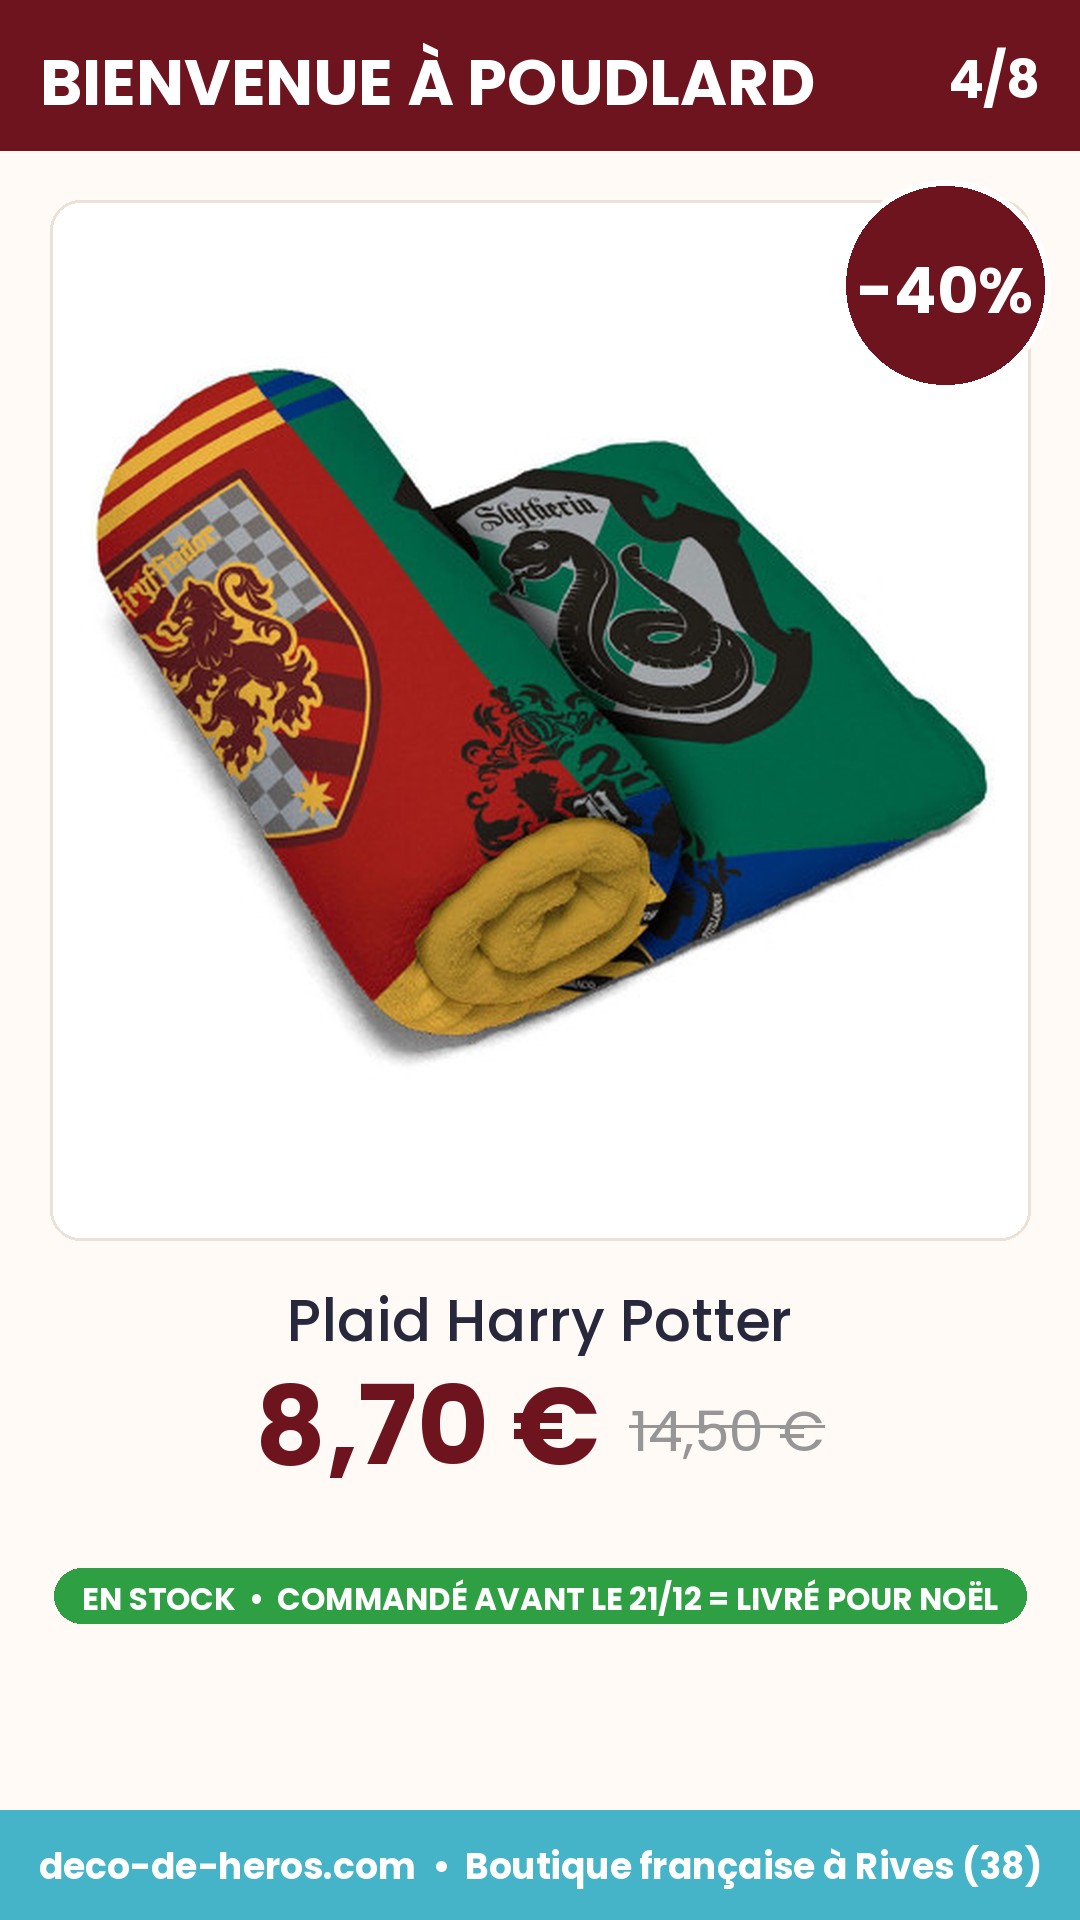 BIENVENUE À POUDLARD 4/8
-40%
Slytherin
Gryffindor
H
Plaid Harry Potter
8,70 € 14,50 €
EN STOCK • COMMANDÉ AVANT LE 21/12 = LIVRÉ POUR NOËL
deco-de-heros.com • Boutique française à Rives (38)